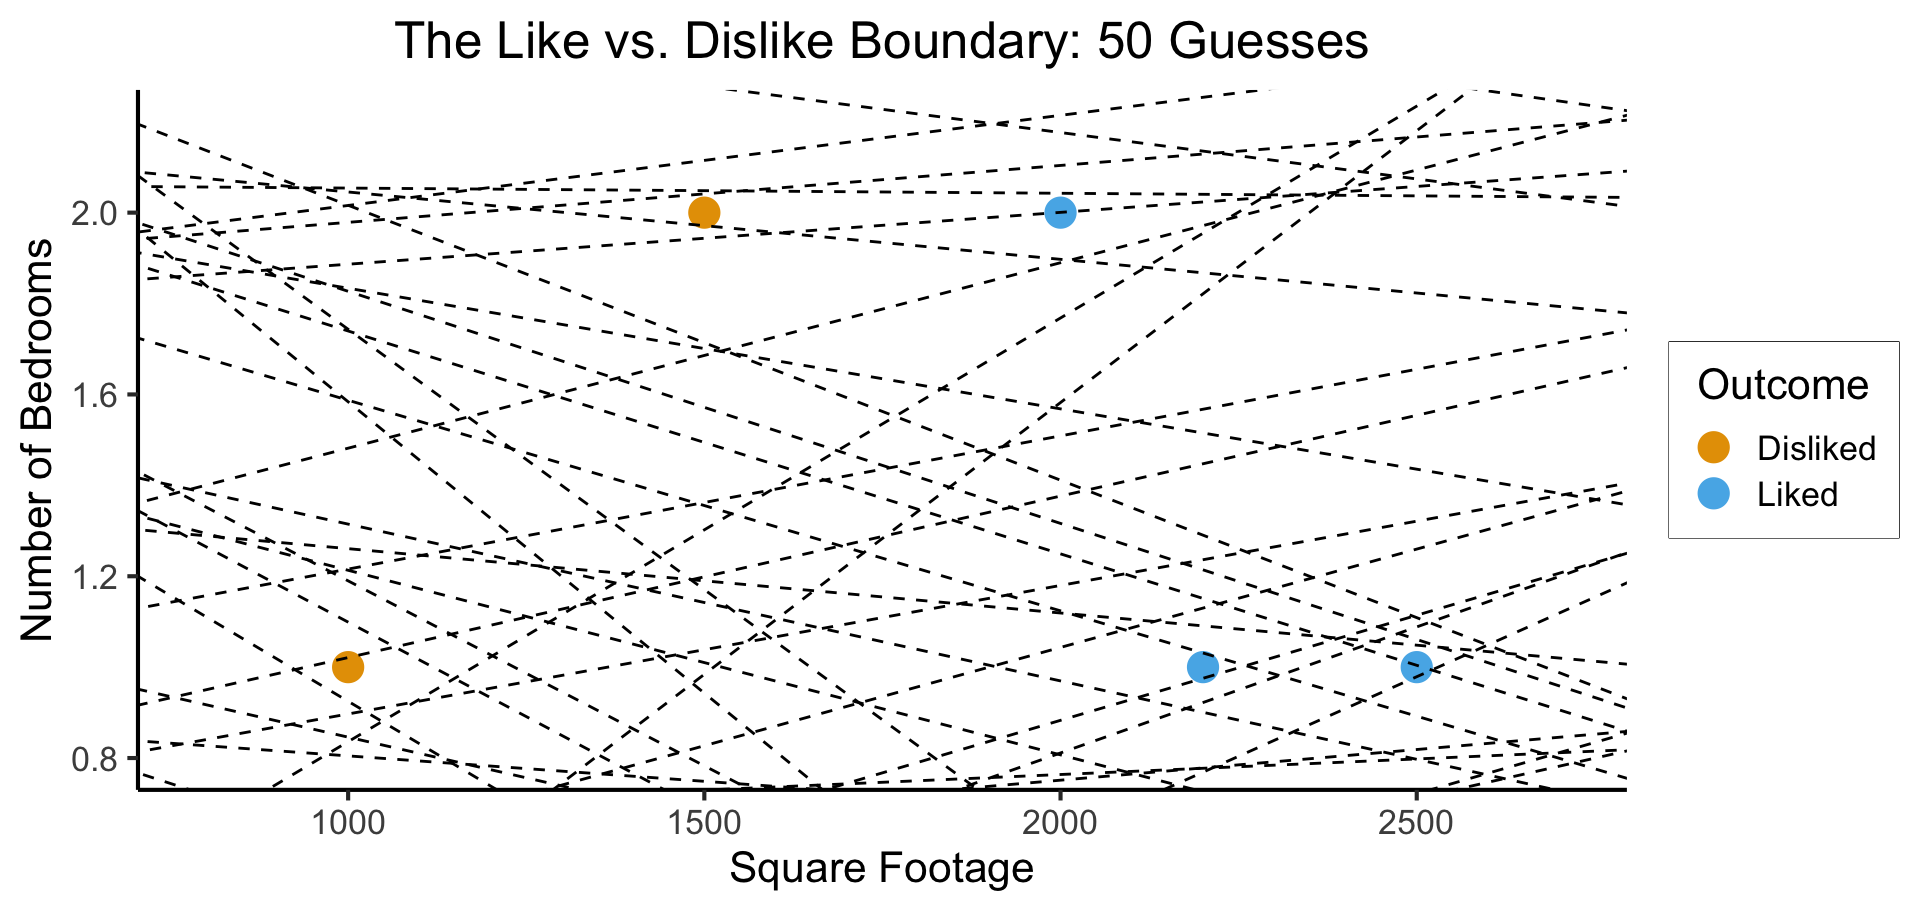 The Like vs. Dislike Boundary: 50 Guesses
Number of Bedrooms
2.0
1.6
1.2
0.8
1000 1500 2000 2500
Square Footage
Outcome
Disliked
Liked